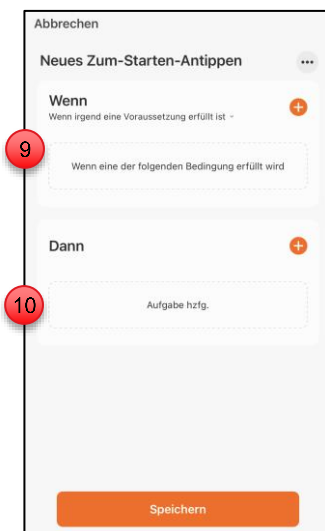 Abbrechen
Neues Zum-Starten-Antippen
Wenn
Wenn irgend eine Voraussetzung erfüllt ist
9
Wenn eine der folgenden Bedingung erfüllt wird
Dann
10
Aufgabe hzfg.
Speichern